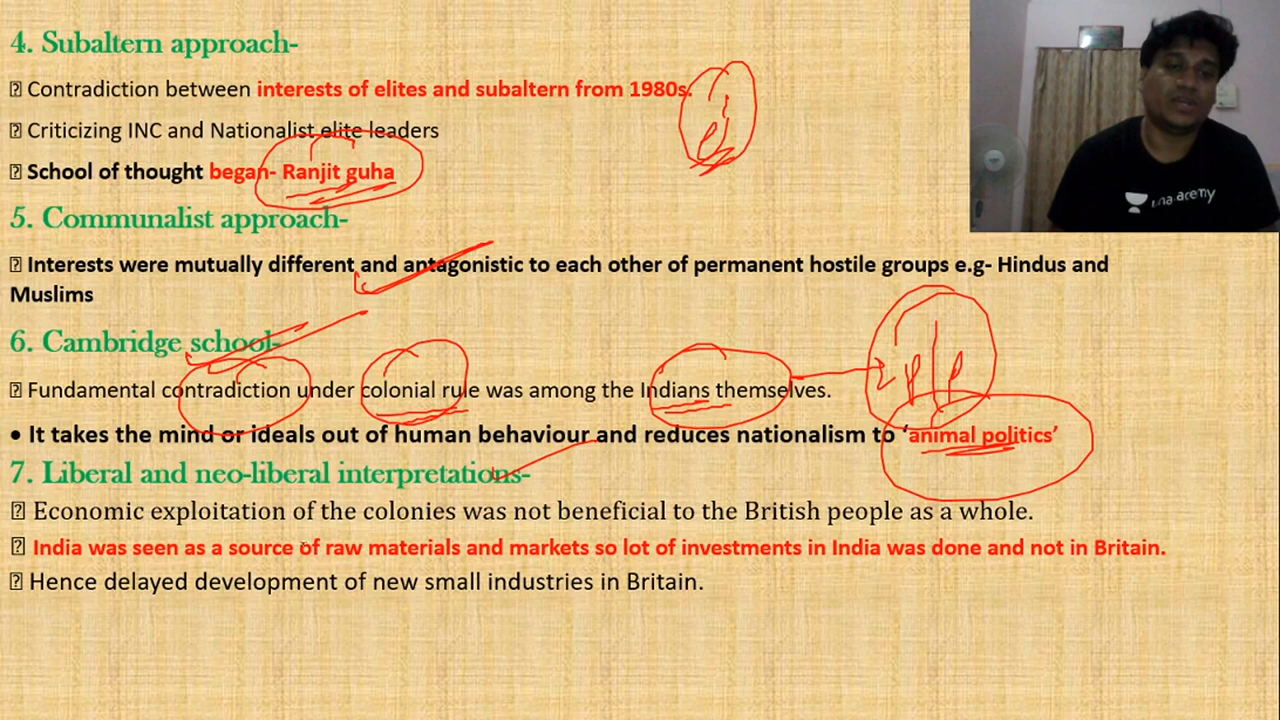 4. Subaltern approach-
⍰ Contradiction between interests of elites and subaltern from 1980s.
⍰ Criticizing INC and Nationalist elite leaders
⍰ School of thought began- Ranjit guha
5. Communalist approach-
⍰ Interests were mutually different and antagonistic to each other of permanent hostile groups e.g- Hindus and
Muslims
6. Cambridge school-
⍰ Fundamental contradiction under colonial rule was among the Indians themselves.
• It takes the mind or ideals out of human behaviour and reduces nationalism to ‘animal politics’
7. Liberal and neo-liberal interpretations-
⍰ Economic exploitation of the colonies was not beneficial to the British people as a whole.
⍰ India was seen as a source of raw materials and markets so lot of investments in India was done and not in Britain.
⍰ Hence delayed development of new small industries in Britain.